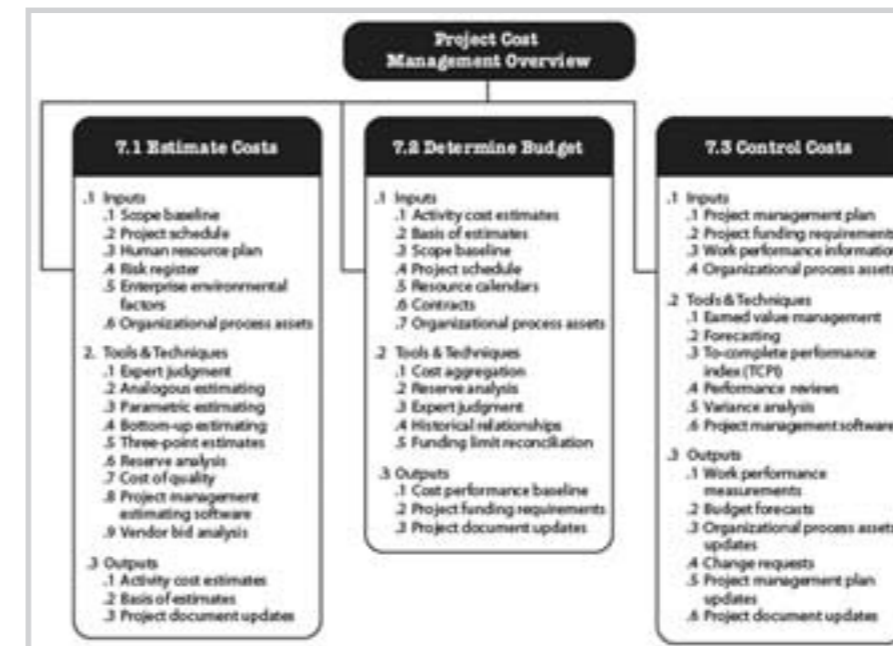 Project Cost
Management Overview
7.1 Estimate Costs
.1 Inputs
.1 Scope baseline
.2 Project schedule
.3 Human resource plan
.4 Risk register
.5 Enterprise environmental
factors
.6 Organizational process assets
2. Tools & Techniques
.1 Expert judgment
.2 Analogous estimating
.3 Parametric estimating
.4 Bottom-up estimating
.5 Three-point estimates
.6 Reserve analysis
.7 Cost of quality
.8 Project management
estimating software
.9 Vendor bid analysis
.3 Outputs
.1 Activity cost estimates
.2 Basis of estimates
.3 Project document updates
7.2 Determine Budget
.1 Inputs
.1 Activity cost estimates
.2 Basis of estimates
.3 Scope baseline
.4 Project schedule
.5 Resource calendars
.6 Contracts
.7 Organizational process assets
.2 Tools & Techniques
.1 Cost aggregation
.2 Reserve analysis
.3 Expert judgment
.4 Historical relationships
.5 Funding limit reconciliation
.3 Outputs
.1 Cost performance baseline
.2 Project funding requirements
.3 Project document updates
7.3 Control Costs
.1 Inputs
.1 Project management plan
.2 Project funding requirements
.3 Work performance information
.4 Organizational process assets
.2 Tools & Techniques
.1 Earned value management
.2 Forecasting
.3 To-complete performance
index (TCPI)
.4 Performance reviews
.5 Variance analysis
.6 Project management software
.3 Outputs
.1 Work performance
measurements
.2 Budget forecasts
.3 Organizational process assets
updates
.4 Change requests
.5 Project management plan
updates
.6 Project document updates